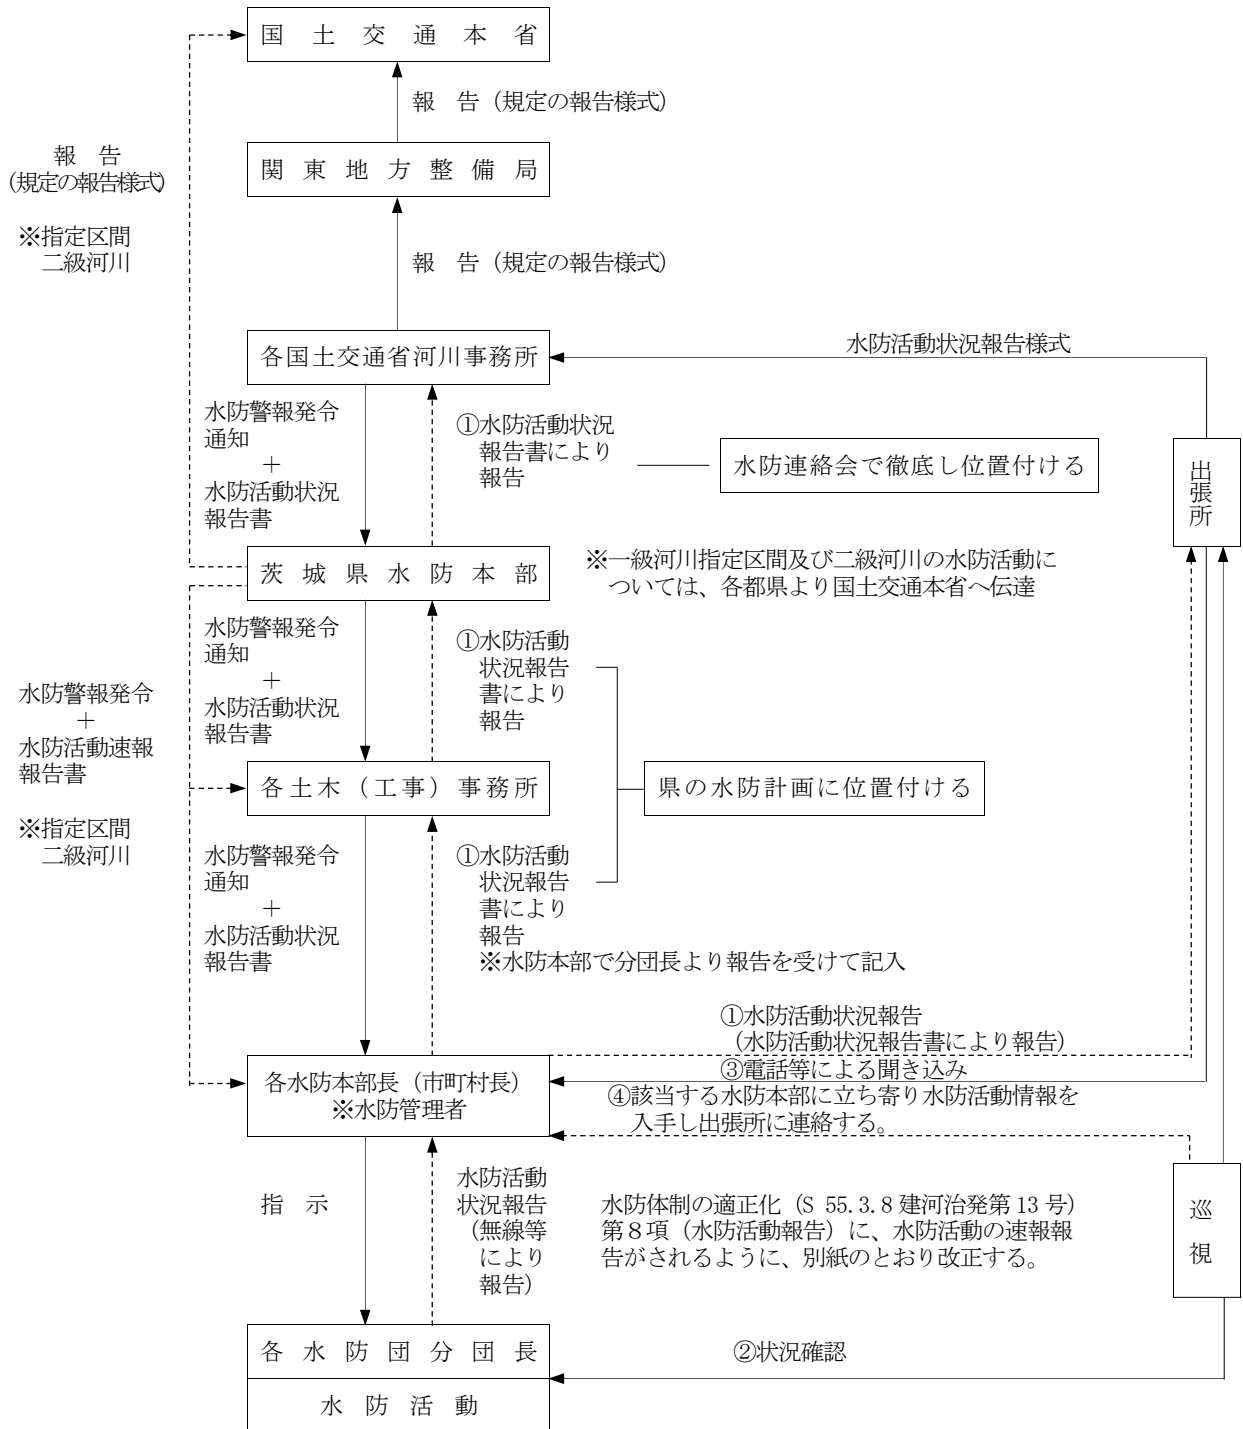 国土交通本省
報　告（規定の報告様式）
報　告
（規定の報告様式）
※指定区間
二級河川
関東地方整備局
報　告（規定の報告様式）
各国土交通省河川事務所
水防活動状況報告様式
水防警報発令
通知
＋
水防活動状況
報告書
①水防活動状況
報告書により
報告
水防連絡会で徹底し位置付ける
出張所
茨城県水防本部
※一級河川指定区間及び二級河川の水防活動に
ついては、各都県より国土交通本省へ伝達
水防警報発令
通知
＋
水防活動状況
報告書
①水防活動
状況報告
書により
報告
水防警報発令
＋
水防活動速報
報告書
※指定区間
二級河川
各土木（工事）事務所
県の水防計画に位置付ける
水防警報発令
通知
＋
水防活動状況
報告書
①水防活動
状況報告
書により
報告
※水防本部で分団長より報告を受けて記入
①水防活動状況報告
（水防活動状況報告書により報告）
各水防本部長（市町村長）
※水防管理者
③電話等による聞き込み
④該当する水防本部に立ち寄り水防活動情報を
入手し出張所に連絡する。
指　示
水防活動
状況報告
（無線等
により
報告）
水防体制の適正化（S 55.3.8 建河治発第 13 号）
第８項（水防活動報告）に、水防活動の速報報
告がされるように、別紙のとおり改正する。
巡視
各水防団分団長
②状況確認
水防活動